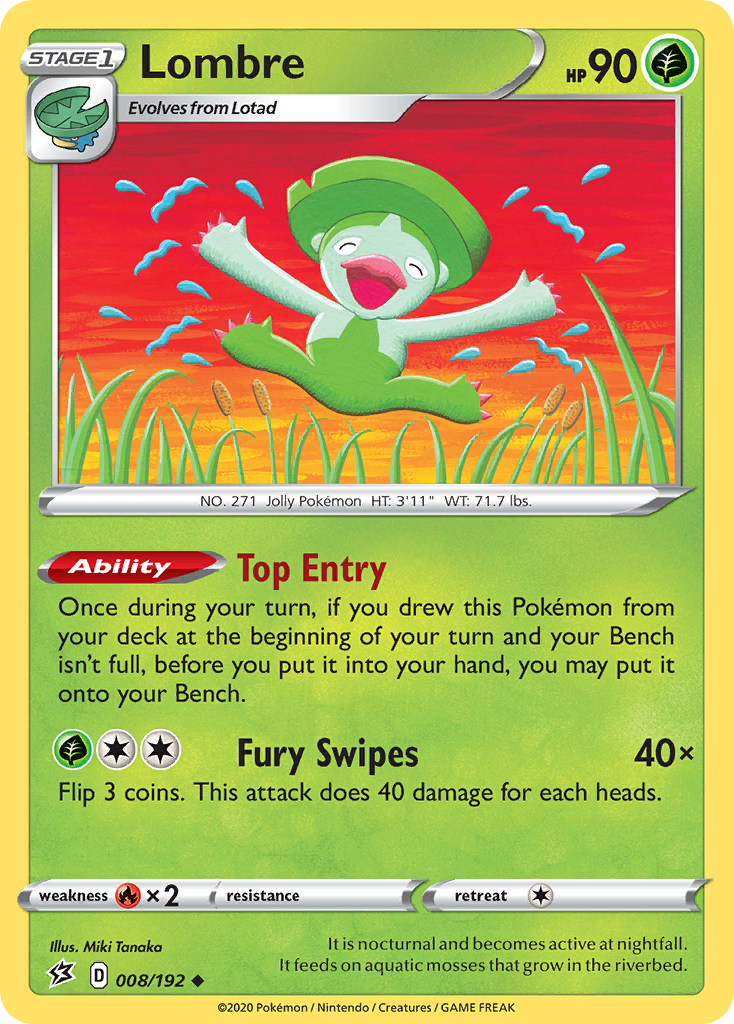 STAGE1
Lombre
HP90
Evolves from Lotad
NO. 271 Jolly Pokémon HT: 3'11" WT: 71.7 lbs.
Ability Top Entry
Once during your turn, if you drew this Pokémon from
your deck at the beginning of your turn and your Bench
isn't full, before you put it into your hand, you may put it
onto your Bench.
Fury Swipes 40×
Flip 3 coins. This attack does 40 damage for each heads.
weakness ×2 resistance retreat
Illus. Miki Tanaka
D 008/192
It is nocturnal and becomes active at nightfall.
It feeds on aquatic mosses that grow in the riverbed.
©2020 Pokémon / Nintendo / Creatures / GAME FREAK